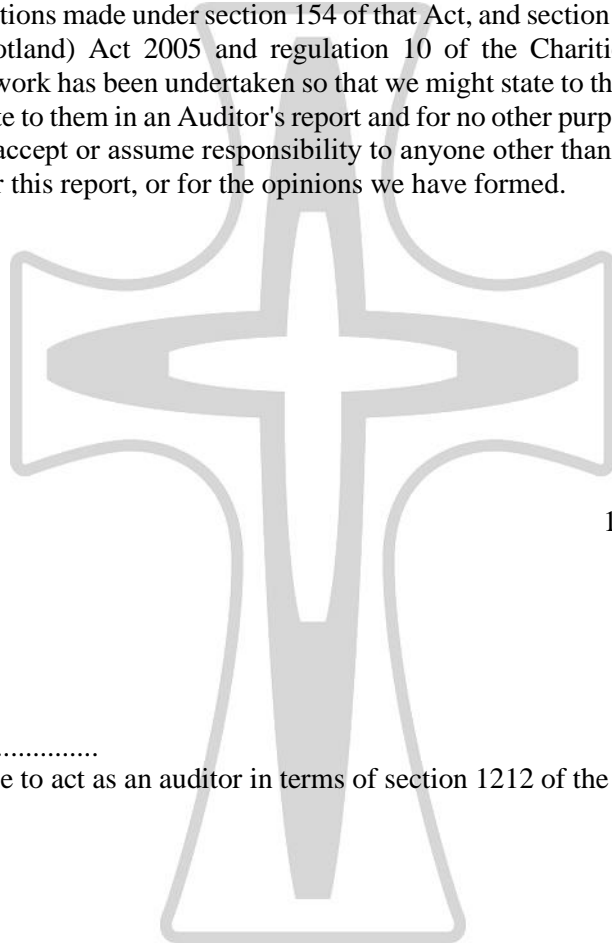 tions made under section 154 of that Act, and section
otland) Act 2005 and regulation 10 of the Chariti
work has been undertaken so that we might state to th
te to them in an Auditor's report and for no other purp
accept or assume responsibility to anyone other than
r this report, or for the opinions we have formed.
1
..............
e to act as an auditor in terms of section 1212 of the